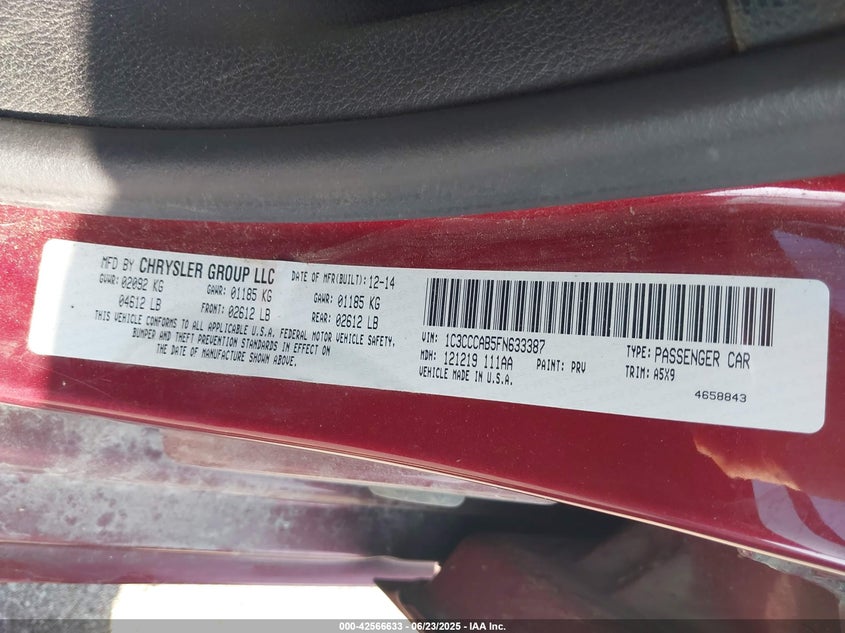 MFD BY CHRYSLER GROUP LLC DATE OF MFR(BUILT): 12-14
GVWR: 02092 KG GAWR: 01185 KG GAWR: 01185 KG
04612 LB FRONT: 02612 LB REAR: 02612 LB
THIS VEHICLE CONFORMS TO ALL APPLICABLE U.S.A. FEDERAL MOTOR VEHICLE SAFETY,
BUMPER AND THEFT PREVENTION STANDARDS IN EFFECT ON
THE DATE OF MANUFACTURE SHOWN ABOVE.
VIN: 1C3CCCAB5FN633387 TYPE: PASSENGER CAR
MDH: 121219 111AA PAINT: PRV TRIM: A5X9
VEHICLE MADE IN U.S.A.
4658843
000-42566633 - 06/23/2025 - IAA Inc.